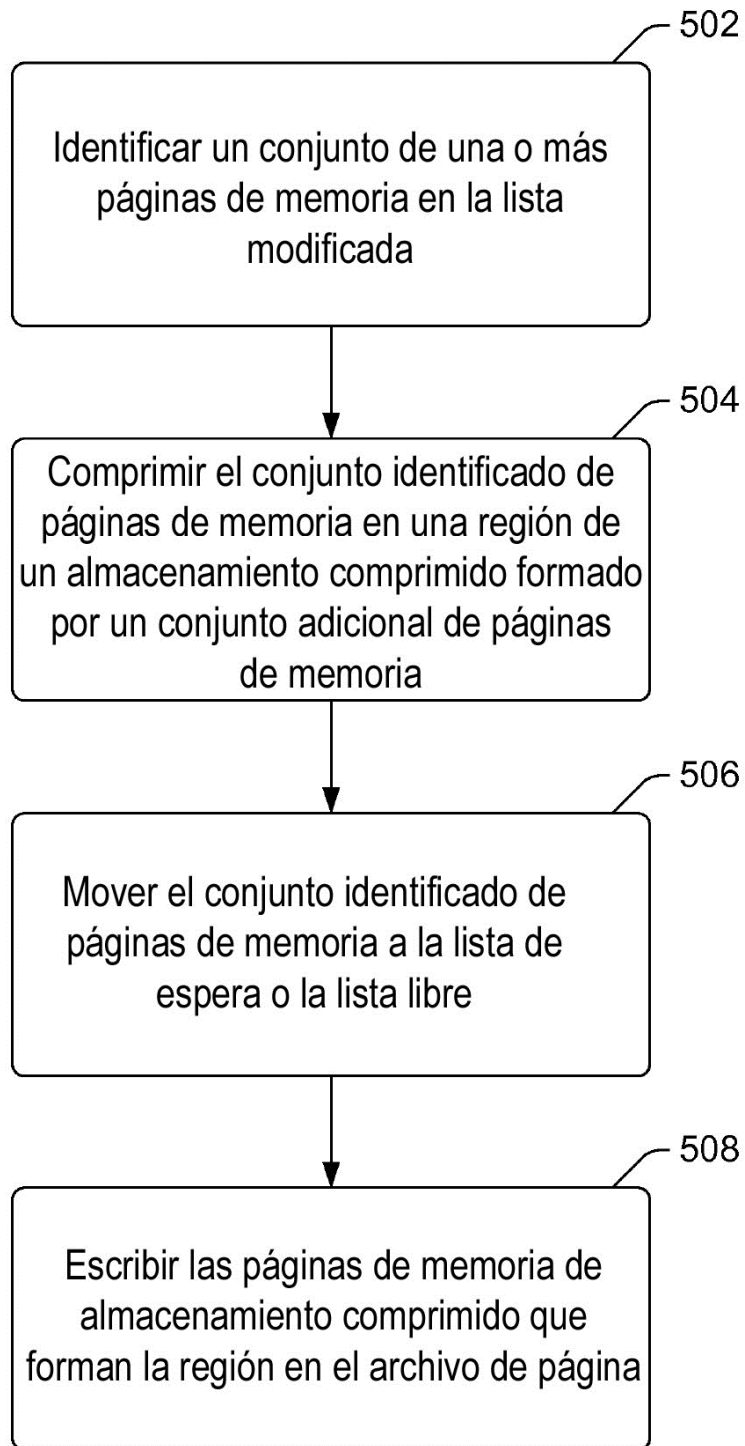 502
Identificar un conjunto de una o más
páginas de memoria en la lista
modificada
504
Comprimir el conjunto identificado de
páginas de memoria en una región de
un almacenamiento comprimido formado
por un conjunto adicional de páginas
de memoria
506
Mover el conjunto identificado de
páginas de memoria a la lista de
espera o la lista libre
508
Escribir las páginas de memoria de
almacenamiento comprimido que
forman la región en el archivo de página